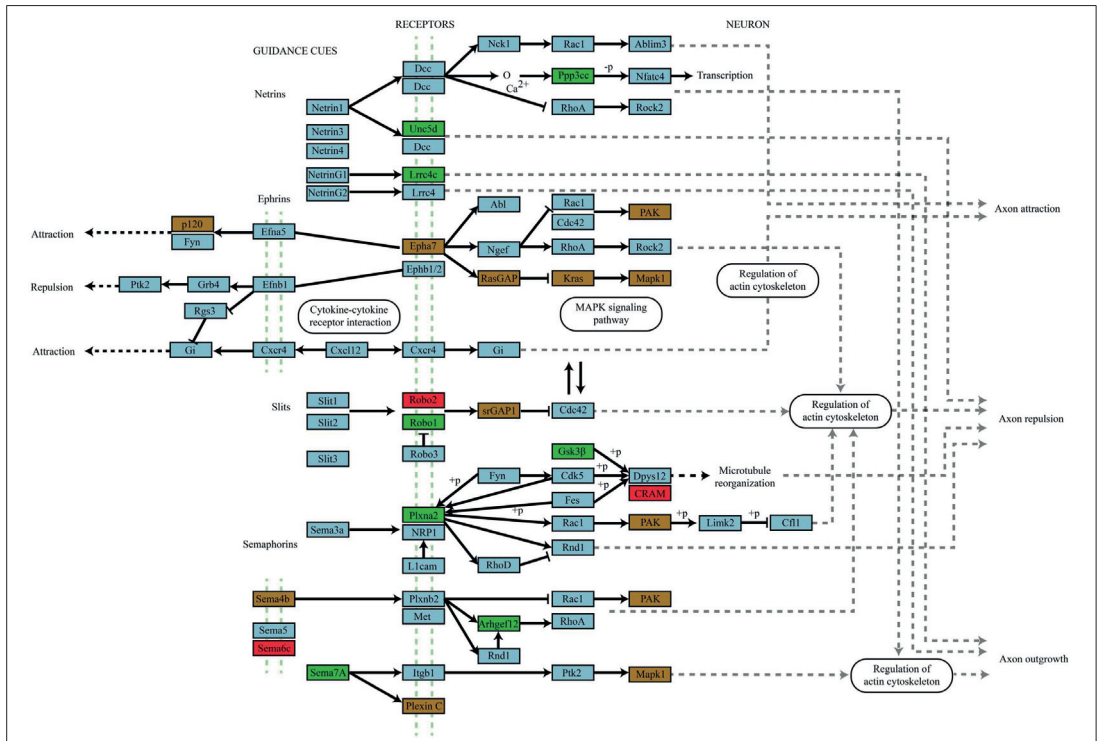 RECEPTORS
NEURON
GUIDANCE CUES
Nck1
Rac1
Ablim3
Dcc
Dcc
O
Ca2+
Ppp3cc
-p
Nfatc4
Transcription
Netrins
Netrin1
RhoA
Rock2
Netrin3
Netrin4
Unc5d
Dcc
NetrinG1
Lrrc4c
NetrinG2
Lrrc4
Ephrins
Abl
Rac1
Cdc42
PAK
Axon attraction
Attraction
p120
Fyn
Efna5
Epha7
Ngef
RhoA
Rock2
Ephb1/2
RasGAP
Kras
Mapk1
Regulation of
actin cytoskeleton
Repulsion
Ptk2
Grb4
Efnb1
Rgs3
Cytokine-cytokine
receptor interaction
MAPK signaling
pathway
Attraction
Gi
Cxcr4
Cxcl12
Cxcr4
Gi
Slits
Slit1
Slit2
Slit3
Robo2
Robo1
Robo3
srGAP1
Cdc42
Regulation of
actin cytoskeleton
Axon repulsion
Gsk3β
+p
Fyn
+p
Cdk5
+p
Dpys12
CRAM
Microtubule
reorganization
Fes
+p
+p
Plxna2
NRP1
Sema3a
Semaphorins
L1cam
Rac1
PAK
+p
Limk2
+p
Cfl1
Rnd1
RhoD
Sema4b
Plxnb2
Met
Rac1
PAK
Sema5
Sema6c
Arhgef12
RhoA
Rnd1
Sema7A
Itgb1
Ptk2
Mapk1
Plexin C
Regulation of
actin cytoskeleton
Axon outgrowth